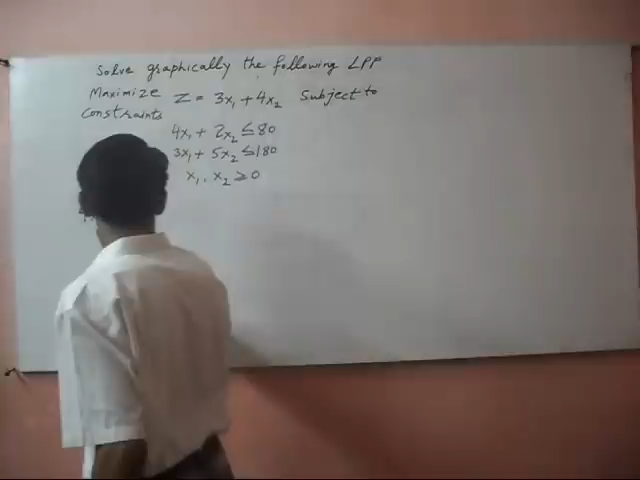 Solve graphically the following LPP
Maximize Z = 3x₁ + 4x₂ Subject to
Constraints
4x₁ + 2x₂ ≤ 80
3x₁ + 5x₂ ≤ 180
x₁, x₂ ≥ 0